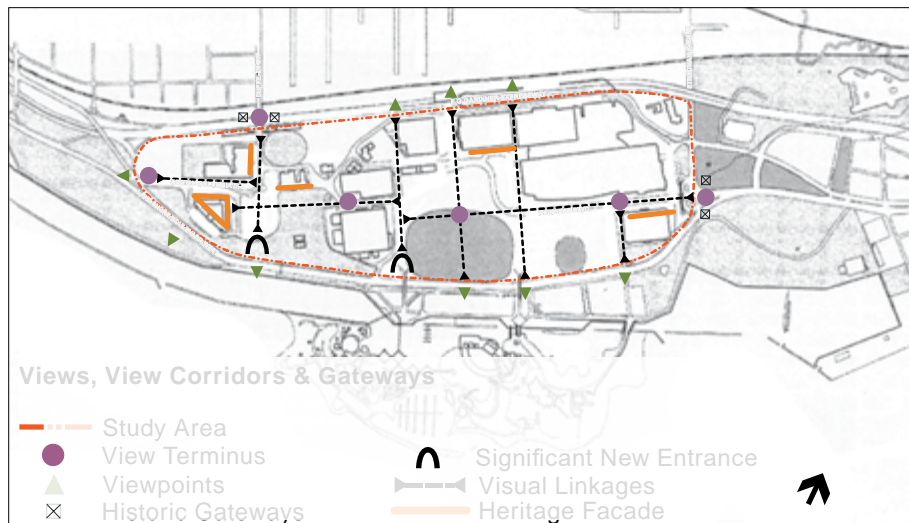 Views, View Corridors & Gateways
Study Area
View Terminus
Viewpoints
Historic Gateways
Significant New Entrance
Visual Linkages
Heritage Facade